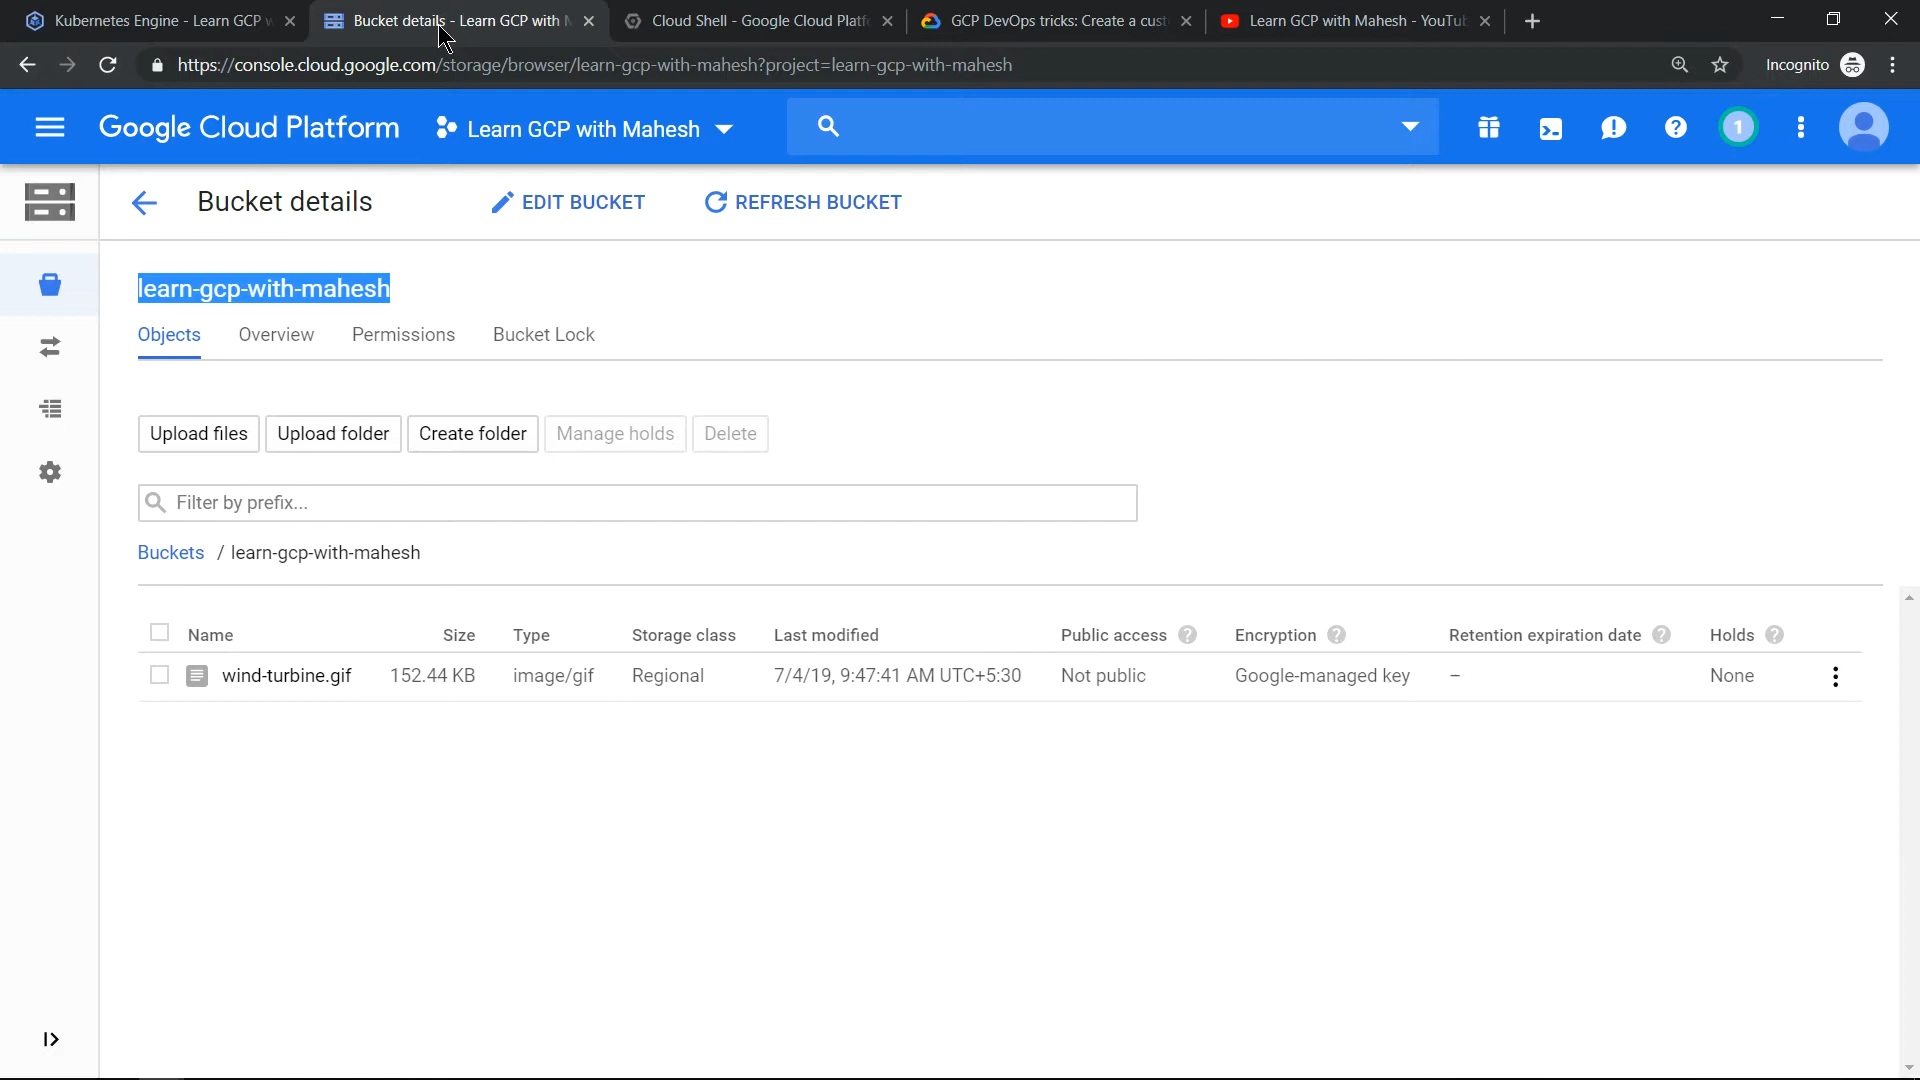 Kubernetes Engine - Learn GCP w
Bucket details - Learn GCP with M
Cloud Shell - Google Cloud Platfo
GCP DevOps tricks: Create a cust
Learn GCP with Mahesh - YouTub
https://console.cloud.google.com/storage/browser/learn-gcp-with-mahesh?project=learn-gcp-with-mahesh
Incognito
Google Cloud Platform
Learn GCP with Mahesh
1
Bucket details
EDIT BUCKET
REFRESH BUCKET
learn-gcp-with-mahesh
Objects Overview Permissions Bucket Lock
Upload files Upload folder Create folder Manage holds Delete
Filter by prefix...
Buckets / learn-gcp-with-mahesh
Name Size Type Storage class Last modified Public access Encryption Retention expiration date Holds
wind-turbine.gif 152.44 KB image/gif Regional 7/4/19, 9:47:41 AM UTC+5:30 Not public Google-managed key – None